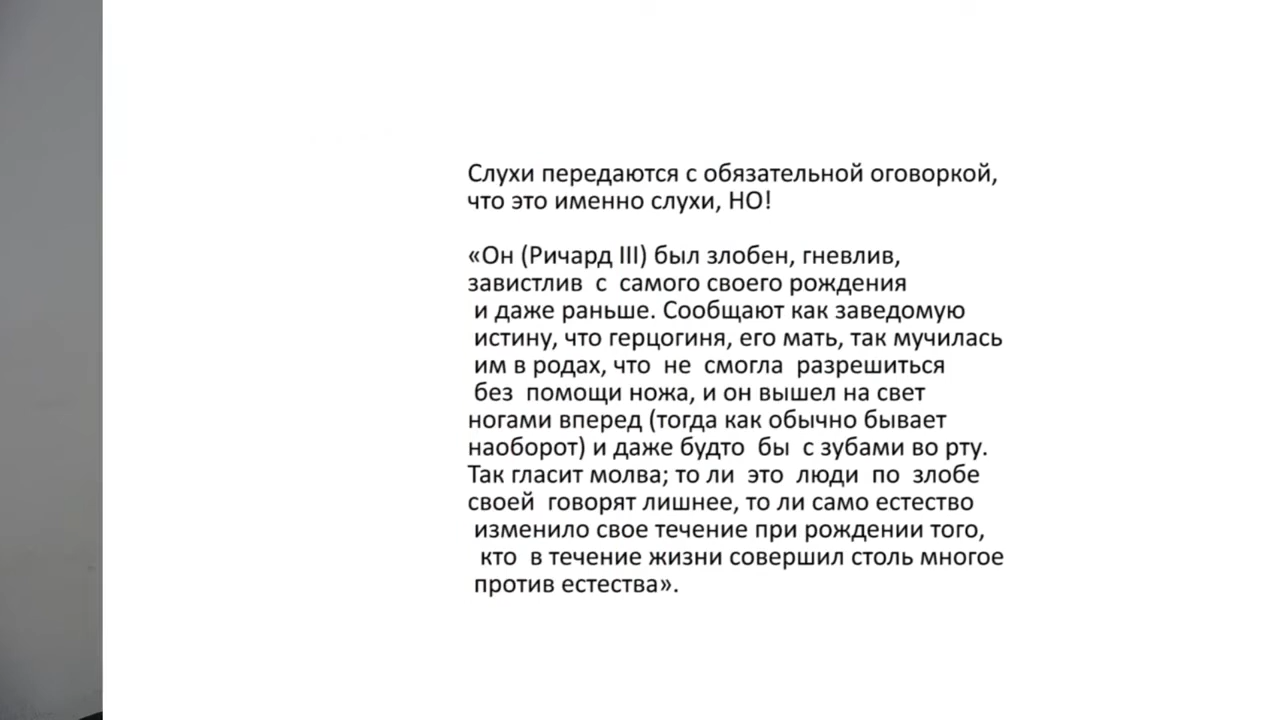 Слухи передаются с обязательной оговоркой,
что это именно слухи, НО!
«Он (Ричард III) был злобен, гневлив,
завистлив с самого своего рождения
и даже раньше. Сообщают как заведомую
истину, что герцогиня, его мать, так мучилась
им в родах, что не смогла разрешиться
без помощи ножа, и он вышел на свет
ногами вперед (тогда как обычно бывает
наоборот) и даже будто бы с зубами во рту.
Так гласит молва; то ли это люди по злобе
своей говорят лишнее, то ли само естество
изменило свое течение при рождении того,
кто в течение жизни совершил столь многое
против естества».